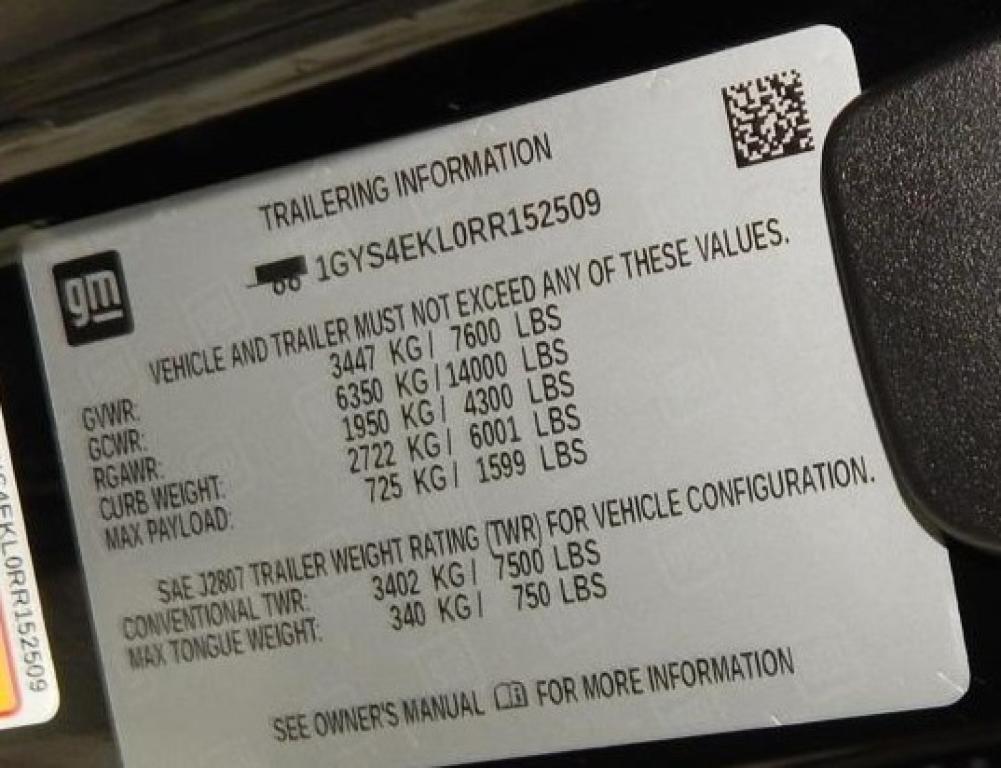 TRAILERING INFORMATION
1GYS4EKL0RR152509
gm
VEHICLE AND TRAILER MUST NOT EXCEED ANY OF THESE VALUES.
GVWR: 3447 KG / 7600 LBS
GCWR: 6350 KG / 14000 LBS
RGAWR: 1950 KG / 4300 LBS
CURB WEIGHT: 2722 KG / 6001 LBS
MAX PAYLOAD: 725 KG / 1599 LBS
SAE J2807 TRAILER WEIGHT RATING (TWR) FOR VEHICLE CONFIGURATION.
CONVENTIONAL TWR: 3402 KG / 7500 LBS
MAX TONGUE WEIGHT: 340 KG / 750 LBS
SEE OWNER'S MANUAL FOR MORE INFORMATION
4EKL0RR152509